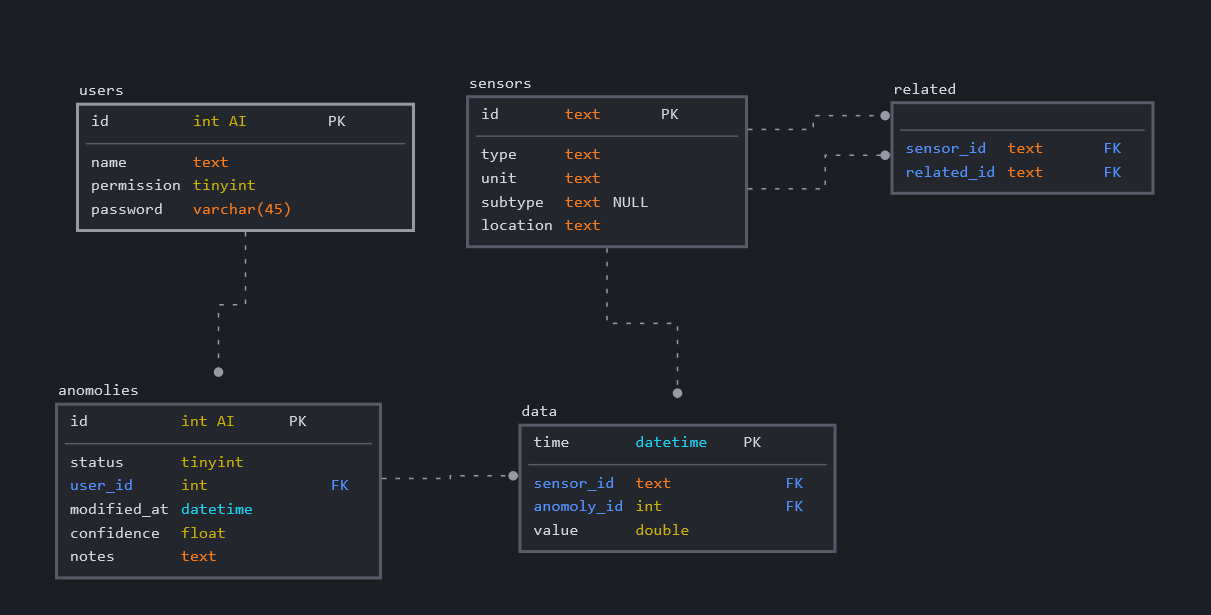 users
id int AI PK
name text
permission tinyint
password varchar(45)
sensors
id text PK
type text
unit text
subtype text NULL
location text
related
sensor_id text FK
related_id text FK
anomolies
id int AI PK
status tinyint
user_id int FK
modified_at datetime
confidence float
notes text
data
time datetime PK
sensor_id text FK
anomoly_id int FK
value double